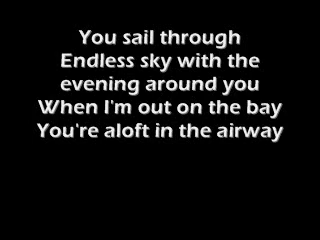 You sail through
Endless sky with the
evening around you
When I'm out on the bay
You're aloft in the airway